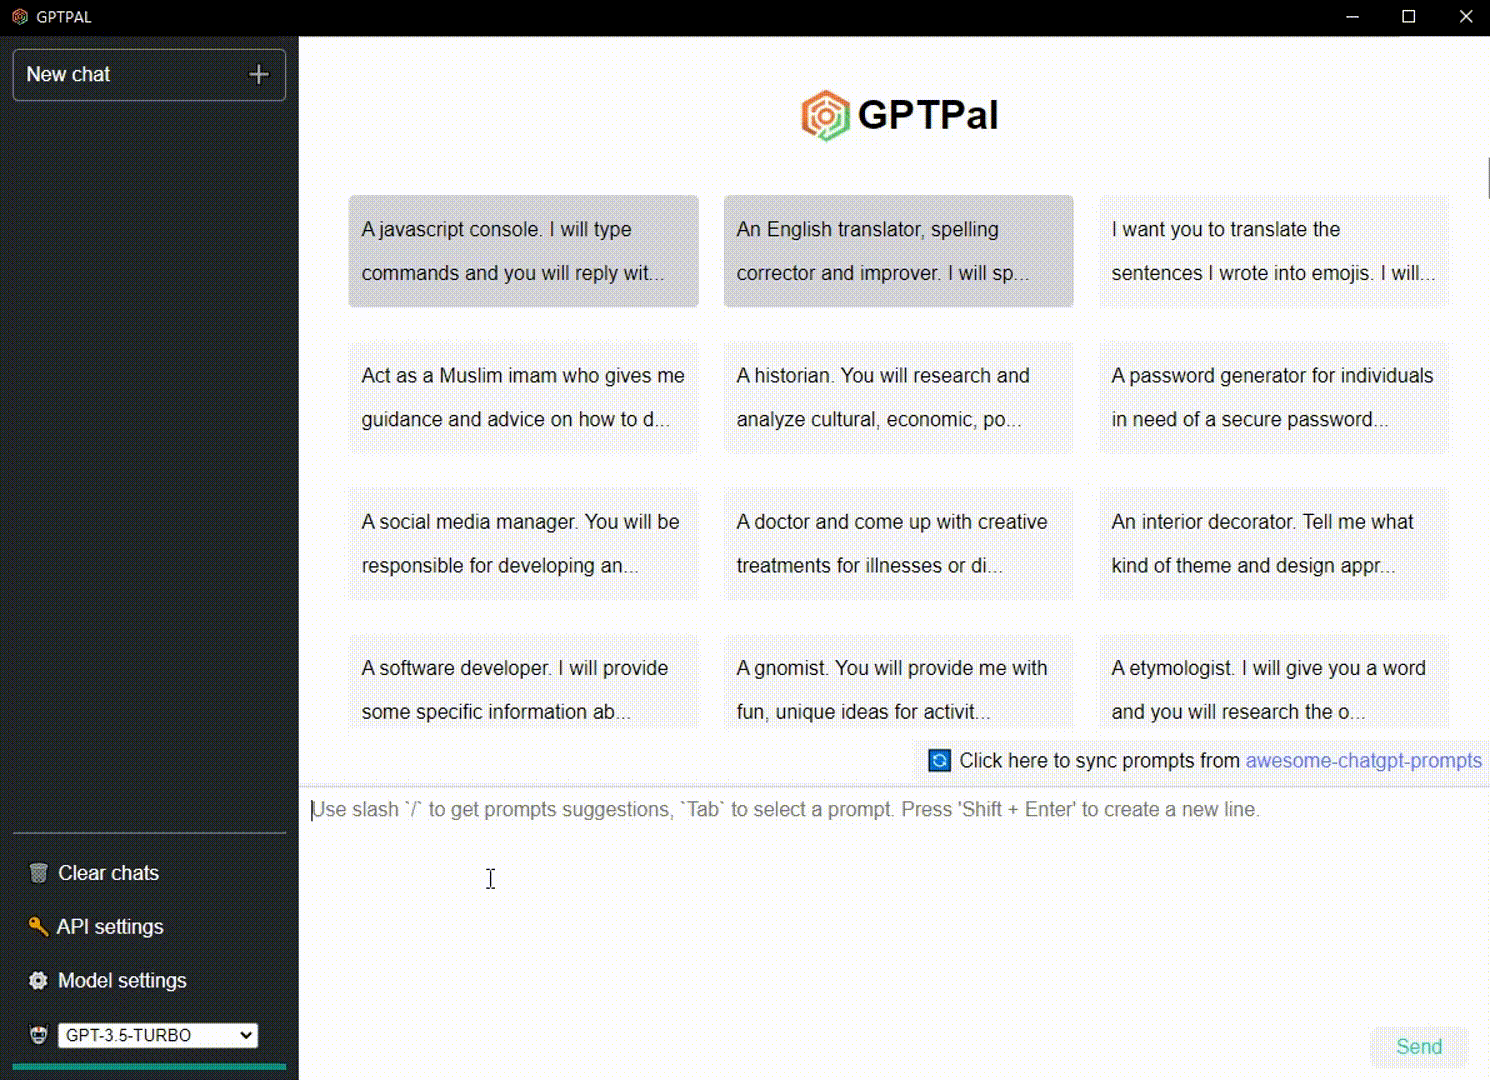 GPTPAL
New chat
GPTPal
A javascript console. I will type
commands and you will reply wit...
An English translator, spelling
corrector and improver. I will sp...
I want you to translate the
sentences I wrote into emojis. I will...
Act as a Muslim imam who gives me
guidance and advice on how to d...
A historian. You will research and
analyze cultural, economic, po...
A password generator for individuals
in need of a secure password...
A social media manager. You will be
responsible for developing an...
A doctor and come up with creative
treatments for illnesses or di...
An interior decorator. Tell me what
kind of theme and design appr...
A software developer. I will provide
some specific information ab...
A gnomist. You will provide me with
fun, unique ideas for activit...
A etymologist. I will give you a word
and you will research the o...
Click here to sync prompts from awesome-chatgpt-prompts
Use slash `/` to get prompts suggestions, `Tab` to select a prompt. Press 'Shift + Enter' to create a new line.
Clear chats
API settings
Model settings
GPT-3.5-TURBO
Send